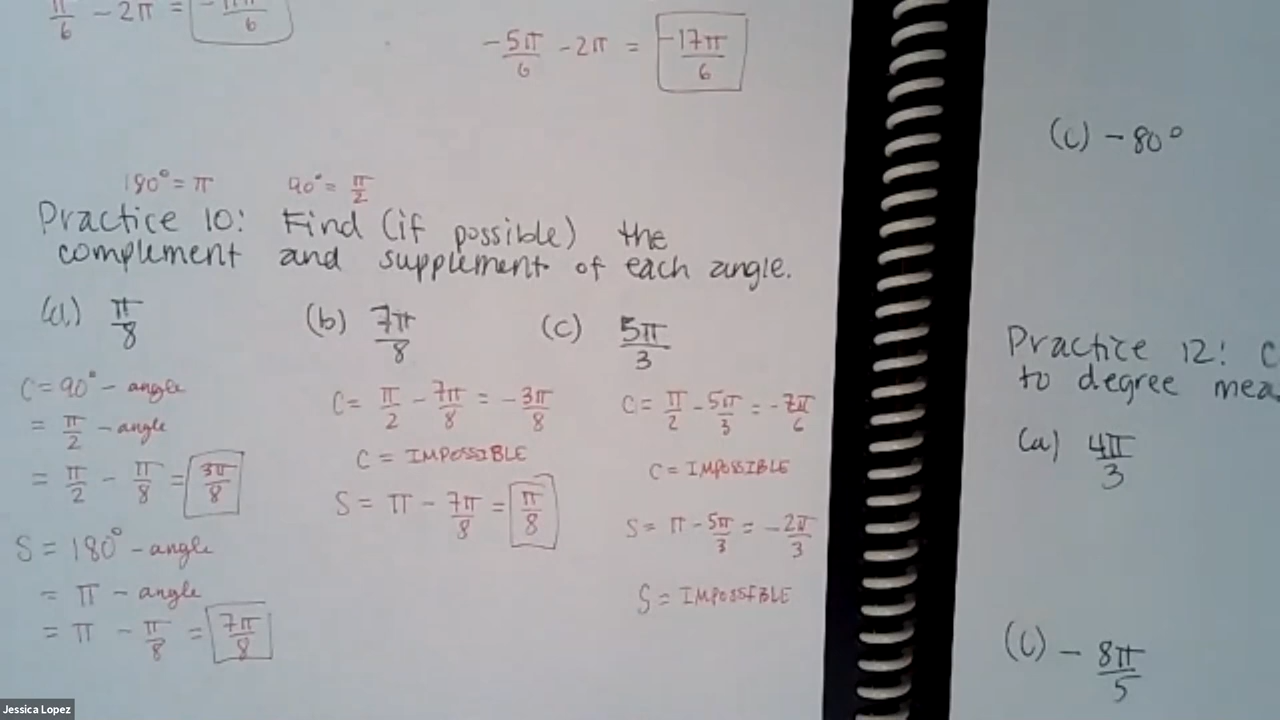 π/6 - 2π =
-5π/6 - 2π = -17π/6
180° = π 90° = π/2
Practice 10: Find (if possible) the
complement and supplement of each angle.
(a) π/8 (b) 7π/8 (c) 5π/3
C = 90° - angle
= π/2 - angle
= π/2 - π/8 = 3π/8
S = 180° - angle
= π - angle
= π - π/8 = 7π/8
C = π/2 - 7π/8 = -3π/8
C = IMPOSSIBLE
S = π - 7π/8 = π/8
C = π/2 - 5π/3 = -7π/6
C = IMPOSSIBLE
S = π - 5π/3 = -2π/3
S = IMPOSSIBLE
(c) -80°
Practice 12: C
to degree mea
(a) 4π/3
(c) - 8π/5
Jessica Lopez